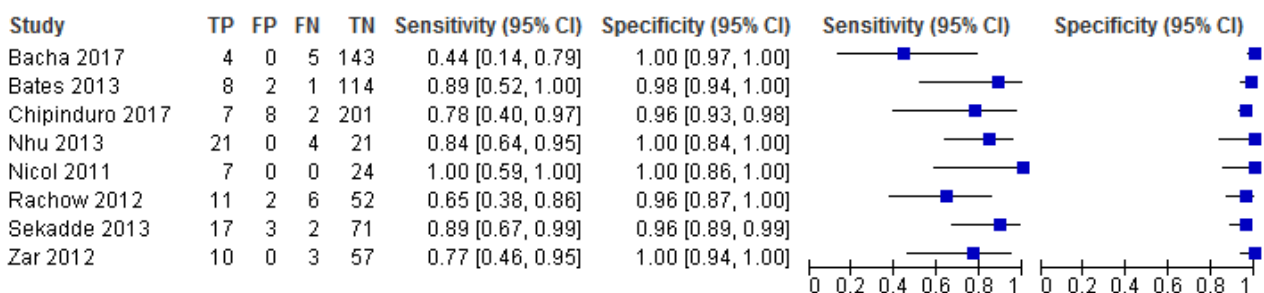 Study TP FP FN TN Sensitivity (95% CI) Specificity (95% CI) Sensitivity (95% CI) Specificity (95% CI)
Bacha 2017 4 0 5 143 0.44 [0.14, 0.79] 1.00 [0.97, 1.00]
Bates 2013 8 2 1 114 0.89 [0.52, 1.00] 0.98 [0.94, 1.00]
Chipinduro 2017 7 8 2 201 0.78 [0.40, 0.97] 0.96 [0.93, 0.98]
Nhu 2013 21 0 4 21 0.84 [0.64, 0.95] 1.00 [0.84, 1.00]
Nicol 2011 7 0 0 24 1.00 [0.59, 1.00] 1.00 [0.86, 1.00]
Rachow 2012 11 2 6 52 0.65 [0.38, 0.86] 0.96 [0.87, 1.00]
Sekadde 2013 17 3 2 71 0.89 [0.67, 0.99] 0.96 [0.89, 0.99]
Zar 2012 10 0 3 57 0.77 [0.46, 0.95] 1.00 [0.94, 1.00]
0 0.2 0.4 0.6 0.8 1 0 0.2 0.4 0.6 0.8 1